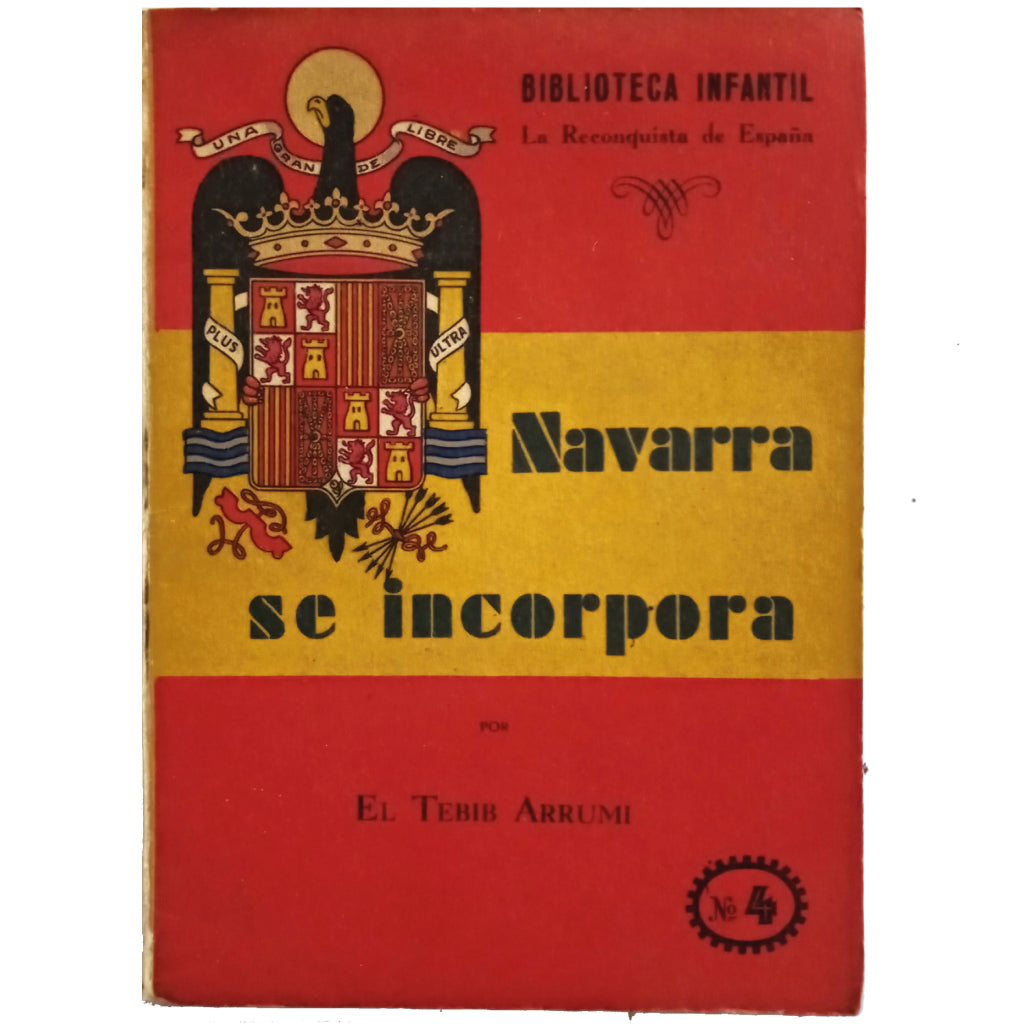 BIBLIOTECA INFANTIL
La Reconquista de España
UNA GRANDE LIBRE
PLUS ULTRA
Navarra
se incorpora
POR
EL TEBIB ARRUMI
Nº 4